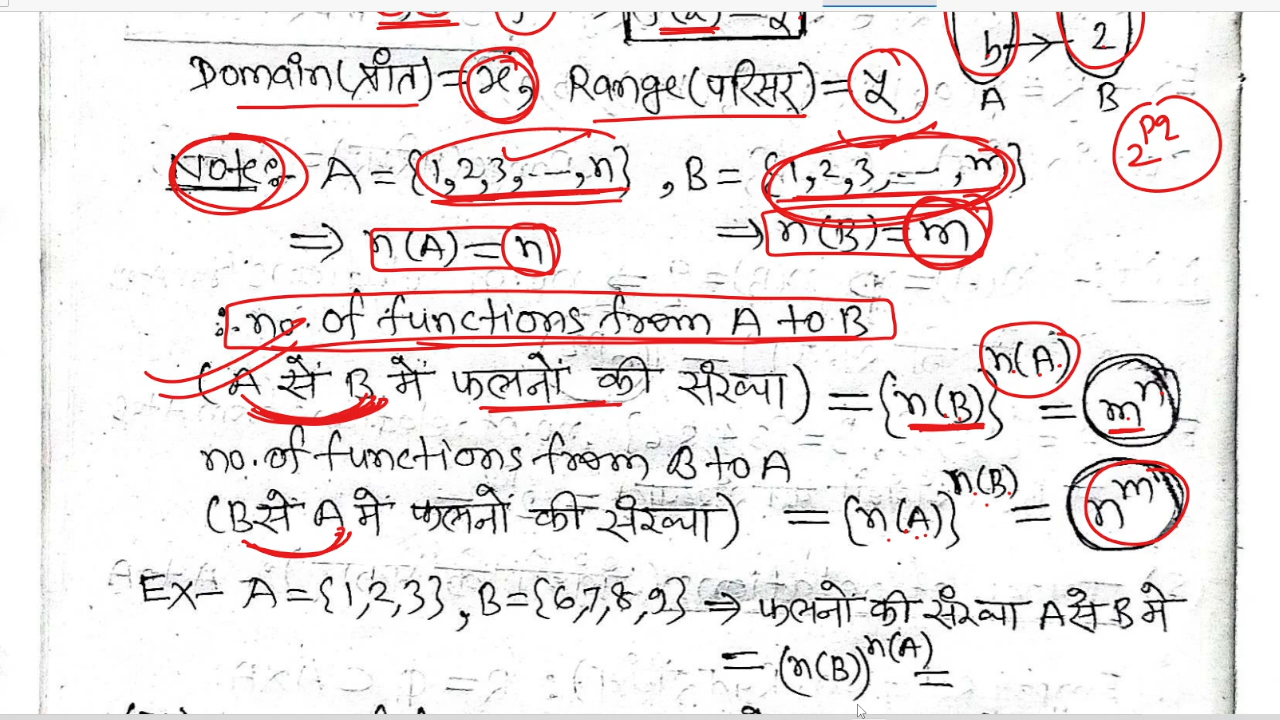 Domain(प्रांत) = x, Range(परिसर) = y
A B
b → 2
2^pq
Note:- A = {1,2,3,---,n} , B = {1,2,3,---,m}
⇒ n(A) = n ⇒ n(B) = m
∴ no. of functions from A to B
(A सें B में फलनों की संख्या) = {n(B)}^n(A) = m^n
no. of functions from B to A
(B से A मे फलनों की संख्या) = {n(A)}^n(B) = n^m
EX- A = {1,2,3} , B = {6,7,8,9} ⇒ फलनो की संख्या A से B मे
= (n(B))^n(A) =